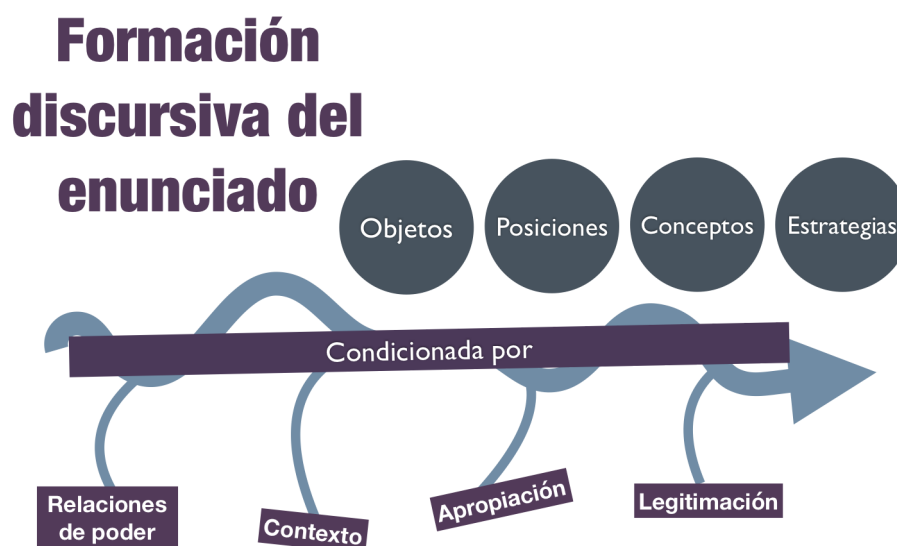 Formación
discursiva del
enunciado
Objetos
Posiciones
Conceptos
Estrategias
Condicionada por
Relaciones
de poder
Contexto
Apropiación
Legitimación